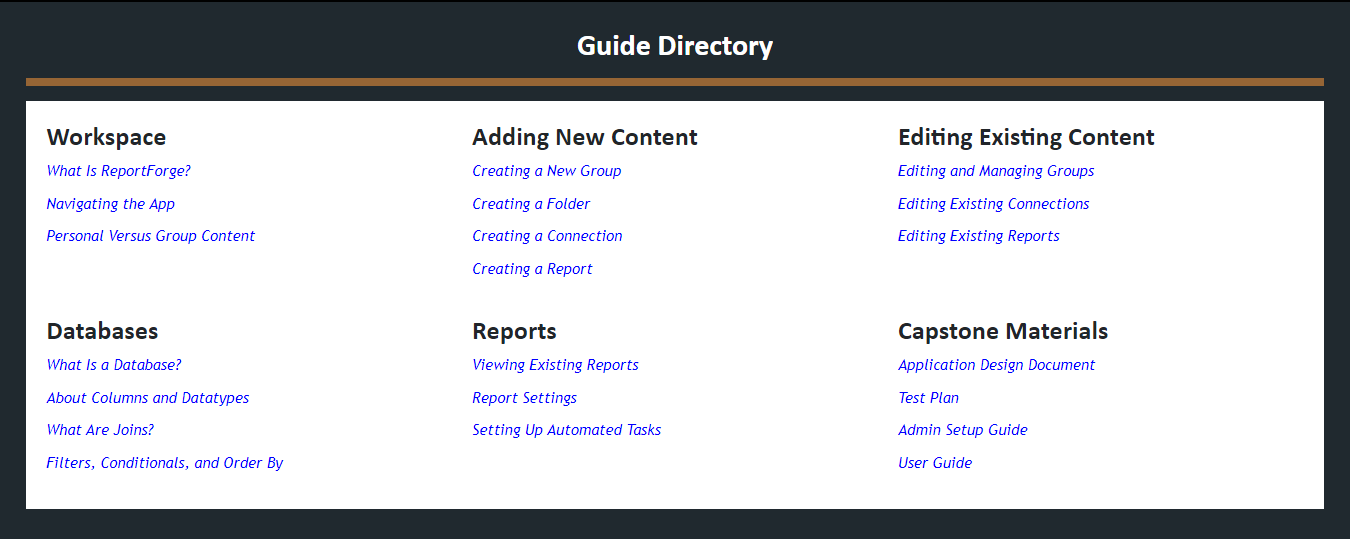 Guide Directory
Workspace
What Is ReportForge?
Navigating the App
Personal Versus Group Content
Adding New Content
Creating a New Group
Creating a Folder
Creating a Connection
Creating a Report
Editing Existing Content
Editing and Managing Groups
Editing Existing Connections
Editing Existing Reports
Databases
What Is a Database?
About Columns and Datatypes
What Are Joins?
Filters, Conditionals, and Order By
Reports
Viewing Existing Reports
Report Settings
Setting Up Automated Tasks
Capstone Materials
Application Design Document
Test Plan
Admin Setup Guide
User Guide